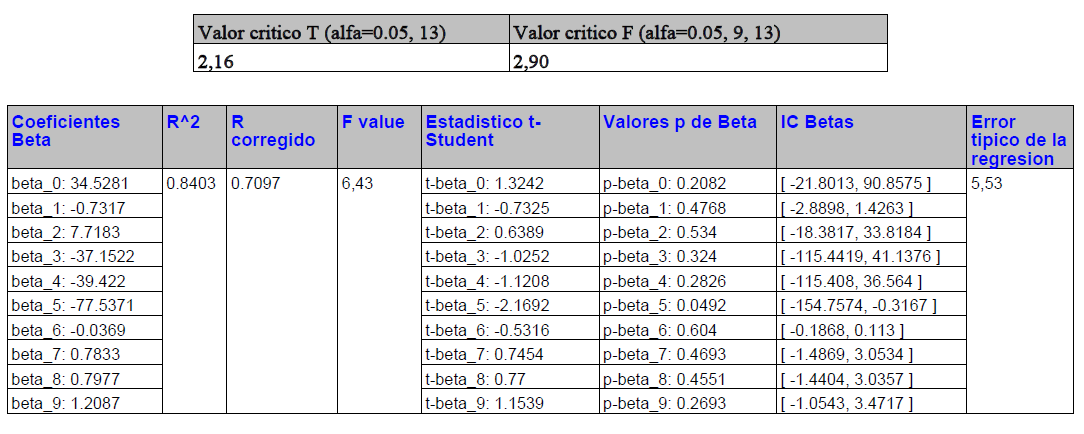 Valor critico T (alfa=0.05, 13) Valor critico F (alfa=0.05, 9, 13)
2,16 2,90
Coeficientes Beta R^2 R corregido F value Estadistico t-Student Valores p de Beta IC Betas Error tipico de la regresion
beta_0: 34.5281 0.8403 0.7097 6,43 t-beta_0: 1.3242 p-beta_0: 0.2082 [ -21.8013, 90.8575 ] 5,53
beta_1: -0.7317 t-beta_1: -0.7325 p-beta_1: 0.4768 [ -2.8898, 1.4263 ]
beta_2: 7.7183 t-beta_2: 0.6389 p-beta_2: 0.534 [ -18.3817, 33.8184 ]
beta_3: -37.1522 t-beta_3: -1.0252 p-beta_3: 0.324 [ -115.4419, 41.1376 ]
beta_4: -39.422 t-beta_4: -1.1208 p-beta_4: 0.2826 [ -115.408, 36.564 ]
beta_5: -77.5371 t-beta_5: -2.1692 p-beta_5: 0.0492 [ -154.7574, -0.3167 ]
beta_6: -0.0369 t-beta_6: -0.5316 p-beta_6: 0.604 [ -0.1868, 0.113 ]
beta_7: 0.7833 t-beta_7: 0.7454 p-beta_7: 0.4693 [ -1.4869, 3.0534 ]
beta_8: 0.7977 t-beta_8: 0.77 p-beta_8: 0.4551 [ -1.4404, 3.0357 ]
beta_9: 1.2087 t-beta_9: 1.1539 p-beta_9: 0.2693 [ -1.0543, 3.4717 ]